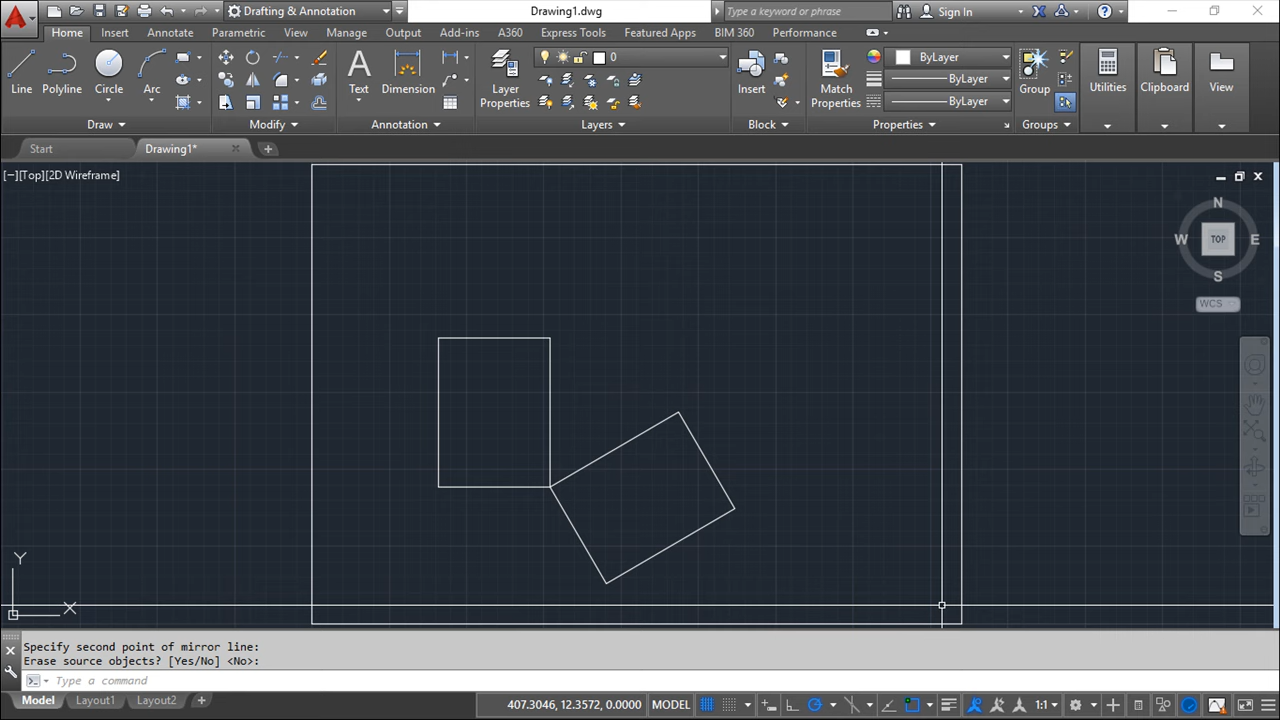 Drafting & Annotation
Drawing1.dwg
Type a keyword or phrase
Sign In
Home Insert Annotate Parametric View Manage Output Add-ins A360 Express Tools Featured Apps BIM 360 Performance
Line Polyline Circle Arc
Text Dimension
Layer Properties
0
Insert
Match Properties
ByLayer
ByLayer
ByLayer
Group
Utilities
Clipboard
View
Draw Modify Annotation Layers Block Properties Groups
Start Drawing1*
[−][Top][2D Wireframe]
N
W TOP E
S
WCS
Y
X
Specify second point of mirror line:
Erase source objects? [Yes/No] <No>:
Type a command
Model Layout1 Layout2
407.3046, 12.3572, 0.0000 MODEL 1:1